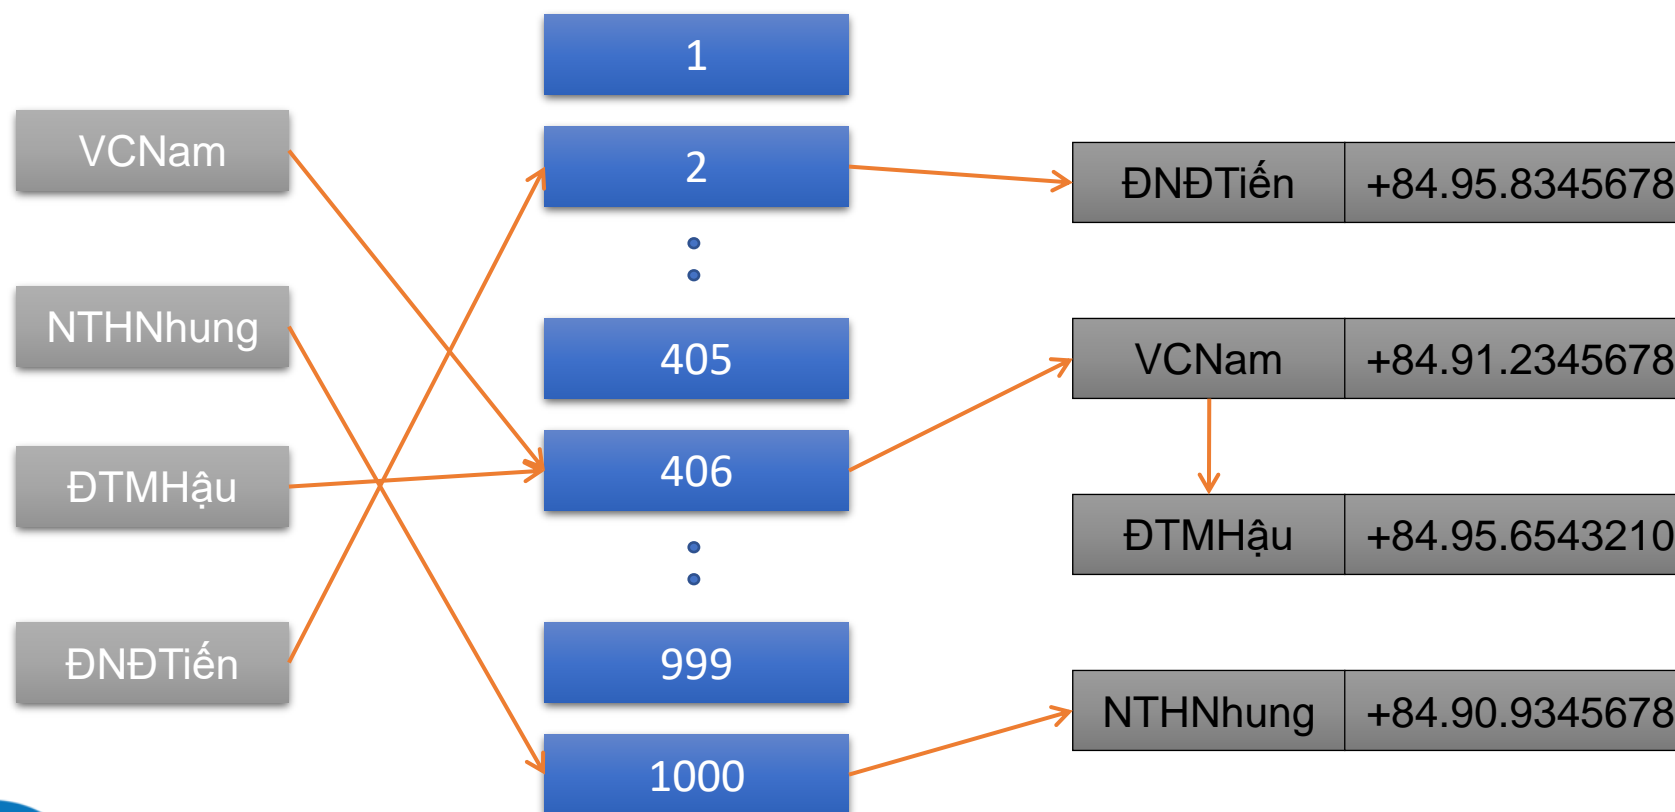 VCNam
NTHNhung
ĐTMHậu
ĐNĐTiến
1
2
405
406
999
1000
ĐNĐTiến +84.95.8345678
VCNam +84.91.2345678
ĐTMHậu +84.95.6543210
NTHNhung +84.90.9345678